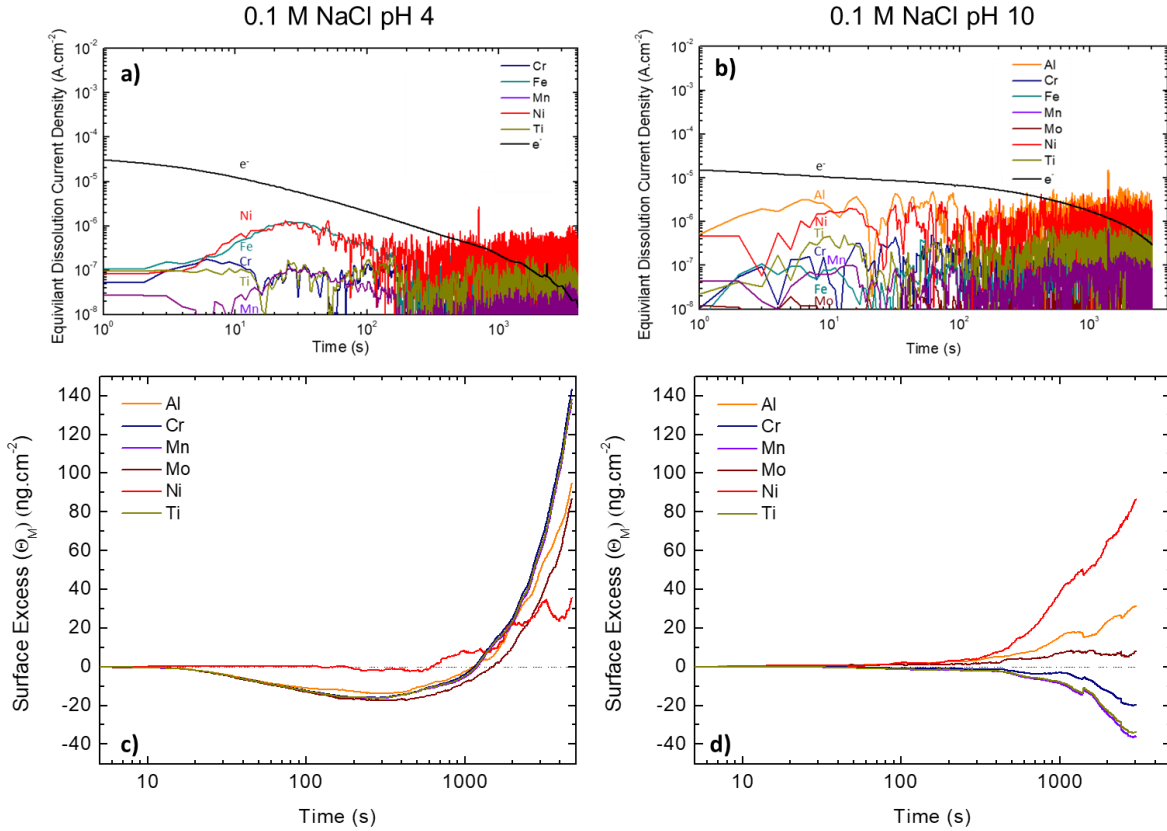 0.1 M NaCl pH 4
0.1 M NaCl pH 10
Equivilant Dissolution Current Density (A.cm⁻²)
10⁻²
10⁻³
10⁻⁴
10⁻⁵
10⁻⁶
10⁻⁷
10⁻⁸
a)
Cr
Fe
Mn
Ni
Ti
e⁻
e⁻
Ni
Fe
Cr
Ti
Mn
10⁰
10¹
10²
10³
Time (s)
Equivilant Dissolution Current Density (A.cm⁻²)
10⁻²
10⁻³
10⁻⁴
10⁻⁵
10⁻⁶
10⁻⁷
10⁻⁸
b)
Al
Cr
Fe
Mn
Mo
Ni
Ti
e⁻
e⁻
Al
Ni
Ti
Cr
Mn
Fe
Mo
10⁰
10¹
10²
10³
Time (s)
Surface Excess (Θ_M) (ng.cm⁻²)
140
120
100
80
60
40
20
0
-20
-40
Al
Cr
Mn
Mo
Ni
Ti
c)
10
100
1000
Time (s)
Surface Excess (Θ_M) (ng.cm⁻²)
140
120
100
80
60
40
20
0
-20
-40
Al
Cr
Mn
Mo
Ni
Ti
d)
10
100
1000
Time (s)